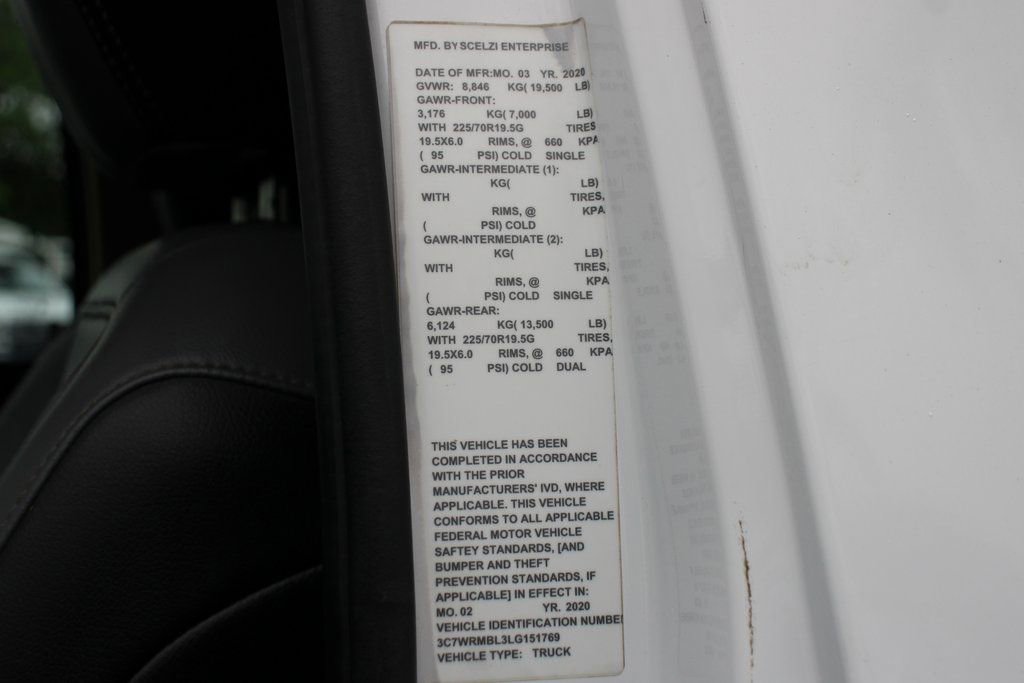 MFD. BY SCELZI ENTERPRISE
DATE OF MFR:MO. 03 YR. 2020
GVWR: 8,846 KG( 19,500 LB)
GAWR-FRONT:
3,176 KG( 7,000 LB)
WITH 225/70R19.5G TIRES
19.5X6.0 RIMS, @ 660 KPA
( 95 PSI) COLD SINGLE
GAWR-INTERMEDIATE (1):
KG( LB)
WITH TIRES,
RIMS, @ KPA
( PSI) COLD
GAWR-INTERMEDIATE (2):
KG( LB)
WITH TIRES,
RIMS, @ KPA
( PSI) COLD SINGLE
GAWR-REAR:
6,124 KG( 13,500 LB)
WITH 225/70R19.5G TIRES,
19.5X6.0 RIMS, @ 660 KPA
( 95 PSI) COLD DUAL
THIS VEHICLE HAS BEEN
COMPLETED IN ACCORDANCE
WITH THE PRIOR
MANUFACTURERS' IVD, WHERE
APPLICABLE. THIS VEHICLE
CONFORMS TO ALL APPLICABLE
FEDERAL MOTOR VEHICLE
SAFTEY STANDARDS, [AND
BUMPER AND THEFT
PREVENTION STANDARDS, IF
APPLICABLE] IN EFFECT IN:
MO. 02 YR. 2020
VEHICLE IDENTIFICATION NUMBE
3C7WRMBL3LG151769
VEHICLE TYPE: TRUCK